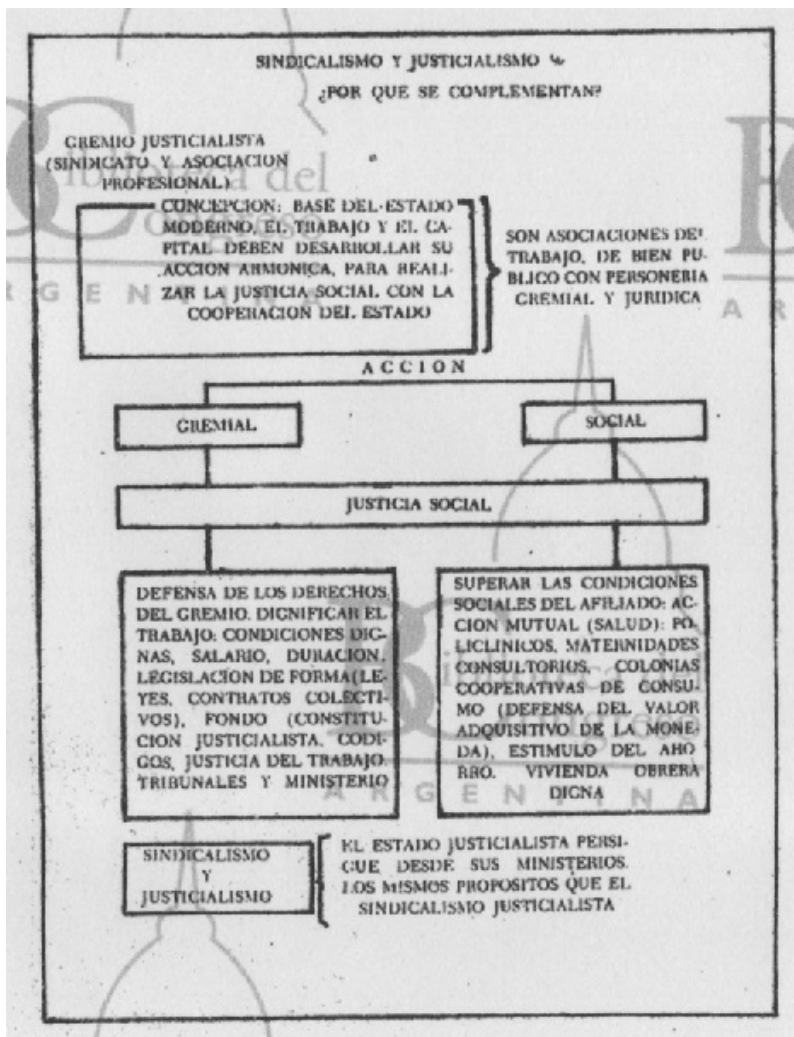 SINDICALISMO Y JUSTICIALISMO
¿POR QUE SE COMPLEMENTAN?
GREMIO JUSTICIALISTA
(SINDICATO Y ASOCIACION
PROFESIONAL)
CONCEPCION: BASE DEL ESTADO
MODERNO, EL TRABAJO Y EL CA-
PITAL DEBEN DESARROLLAR SU
ACCION ARMONICA, PARA REALI-
ZAR LA JUSTICIA SOCIAL CON LA
COOPERACION DEL ESTADO
SON ASOCIACIONES DEL
TRABAJO, DE BIEN PU-
BLICO CON PERSONERIA
GREMIAL Y JURIDICA
ACCION
GREMIAL
SOCIAL
JUSTICIA SOCIAL
DEFENSA DE LOS DERECHOS
DEL GREMIO. DIGNIFICAR EL
TRABAJO: CONDICIONES DIG-
NAS, SALARIO, DURACION.
LEGISLACION DE FORMA (LE-
YES, CONTRATOS COLECTI-
VOS), FONDO (CONSTITU-
CION JUSTICIALISTA, CODI-
GOS, JUSTICIA DEL TRABAJO.
TRIBUNALES Y MINISTERIO
SUPERAR LAS CONDICIONES
SOCIALES DEL AFILIADO: AC-
CION MUTUAL (SALUD): PO-
LICLINICOS, MATERNIDADES
CONSULTORIOS, COLONIAS
COOPERATIVAS DE CONSU-
MO (DEFENSA DEL VALOR
ADQUISITIVO DE LA MONE-
DA), ESTIMULO DEL AHO
RRO. VIVIENDA OBRERA
DIGNA
SINDICALISMO
Y
JUSTICIALISMO
EL ESTADO JUSTICIALISTA PERSI-
GUE DESDE SUS MINISTERIOS.
LOS MISMOS PROPOSITOS QUE EL
SINDICALISMO JUSTICIALISTA
Biblioteca del
Congreso
ARGENTINA